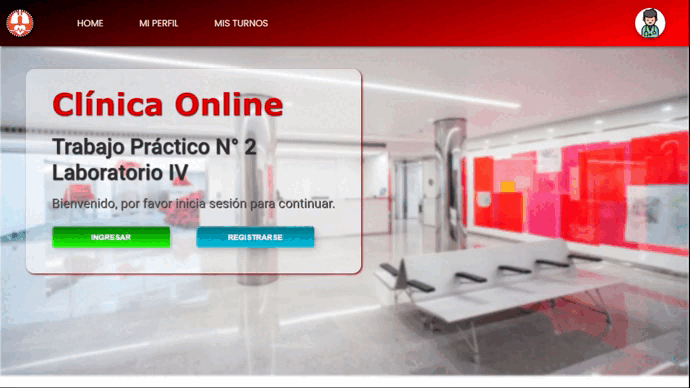 HOME MI PERFIL MIS TURNOS
Clínica Online
Trabajo Práctico N° 2
Laboratorio IV
Bienvenido, por favor inicia sesión para continuar.
INGRESAR REGISTRARSE